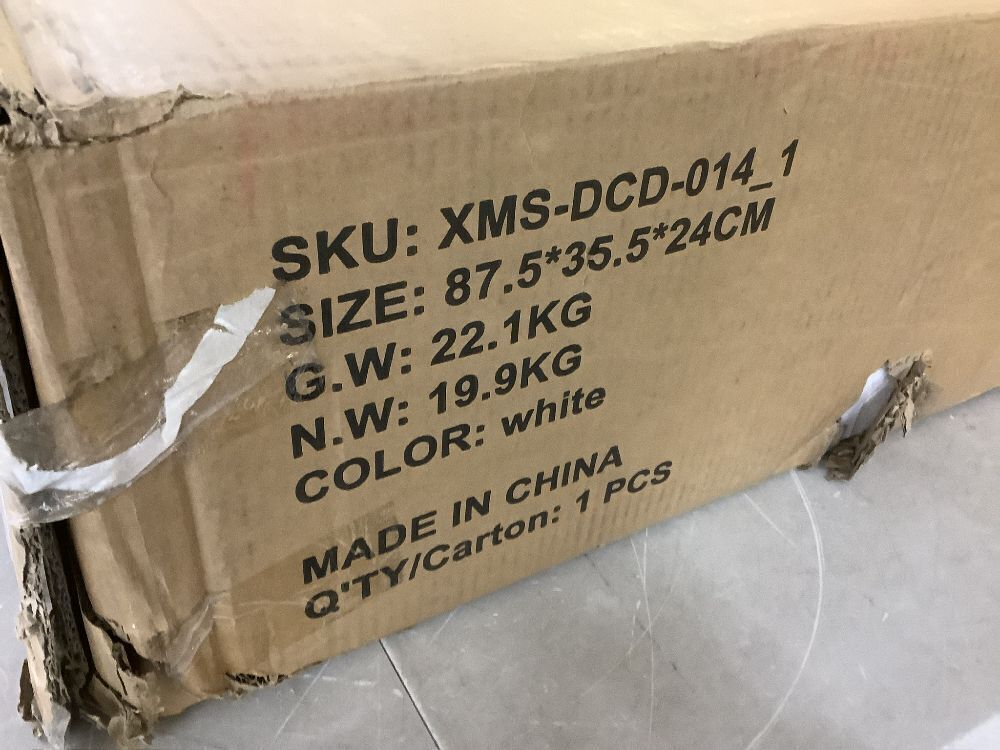 SKU: XMS-DCD-014_1
SIZE: 87.5*35.5*24CM
G.W: 22.1KG
N.W: 19.9KG
COLOR: white
MADE IN CHINA
Q'TY/Carton: 1 PCS